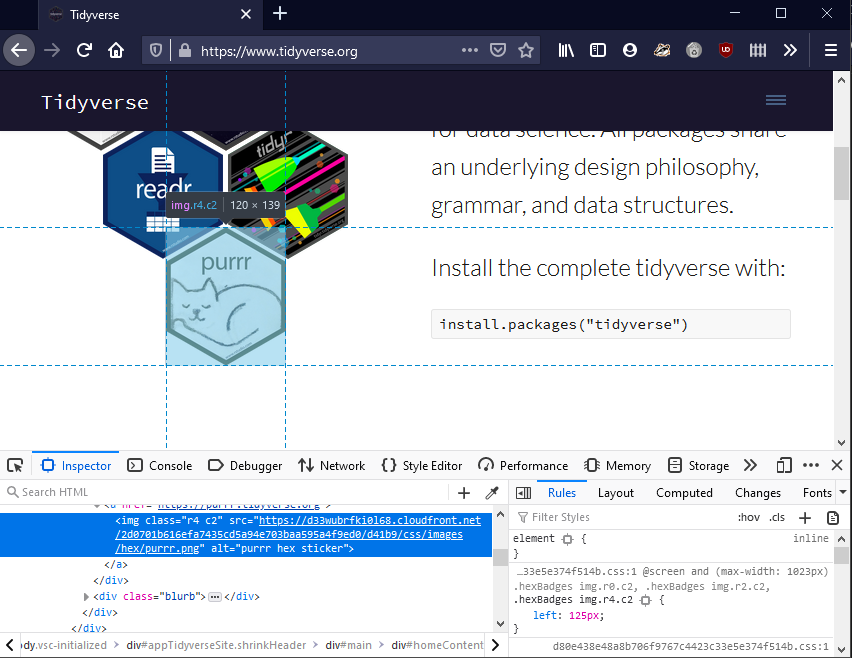 Tidyverse
https://www.tidyverse.org
UD
Tidyverse
for data science. All packages share
an underlying design philosophy,
grammar, and data structures.
Install the complete tidyverse with:
install.packages("tidyverse")
readr
tidyr
img.r4.c2 120 × 139
purrr
Inspector Console Debugger Network Style Editor Performance Memory Storage
Search HTML
Rules Layout Computed Changes Fonts
<a href="https://purrr.tidyverse.org">
<img class="r4 c2" src="https://d33wubrfki0l68.cloudfront.net
/2d0701b616efa7435cd5a94e703baa595a4f9ed0/d41b9/css/images
/hex/purrr.png" alt="purrr hex sticker">
</a>
</div>
<div class="blurb"> </div>
</div>
</div>
ody.vsc-initialized div#appTidyverseSite.shrinkHeader div#main div#homeContent
Filter Styles :hov .cls
element { inline
}
…33e5e374f514b.css:1 @screen and (max-width: 1023px)
.hexBadges img.r0.c2, .hexBadges img.r2.c2,
.hexBadges img.r4.c2 {
left: 125px;
}
d80e438e48a8b706f9767c4423c33e5e374f514b.css:1